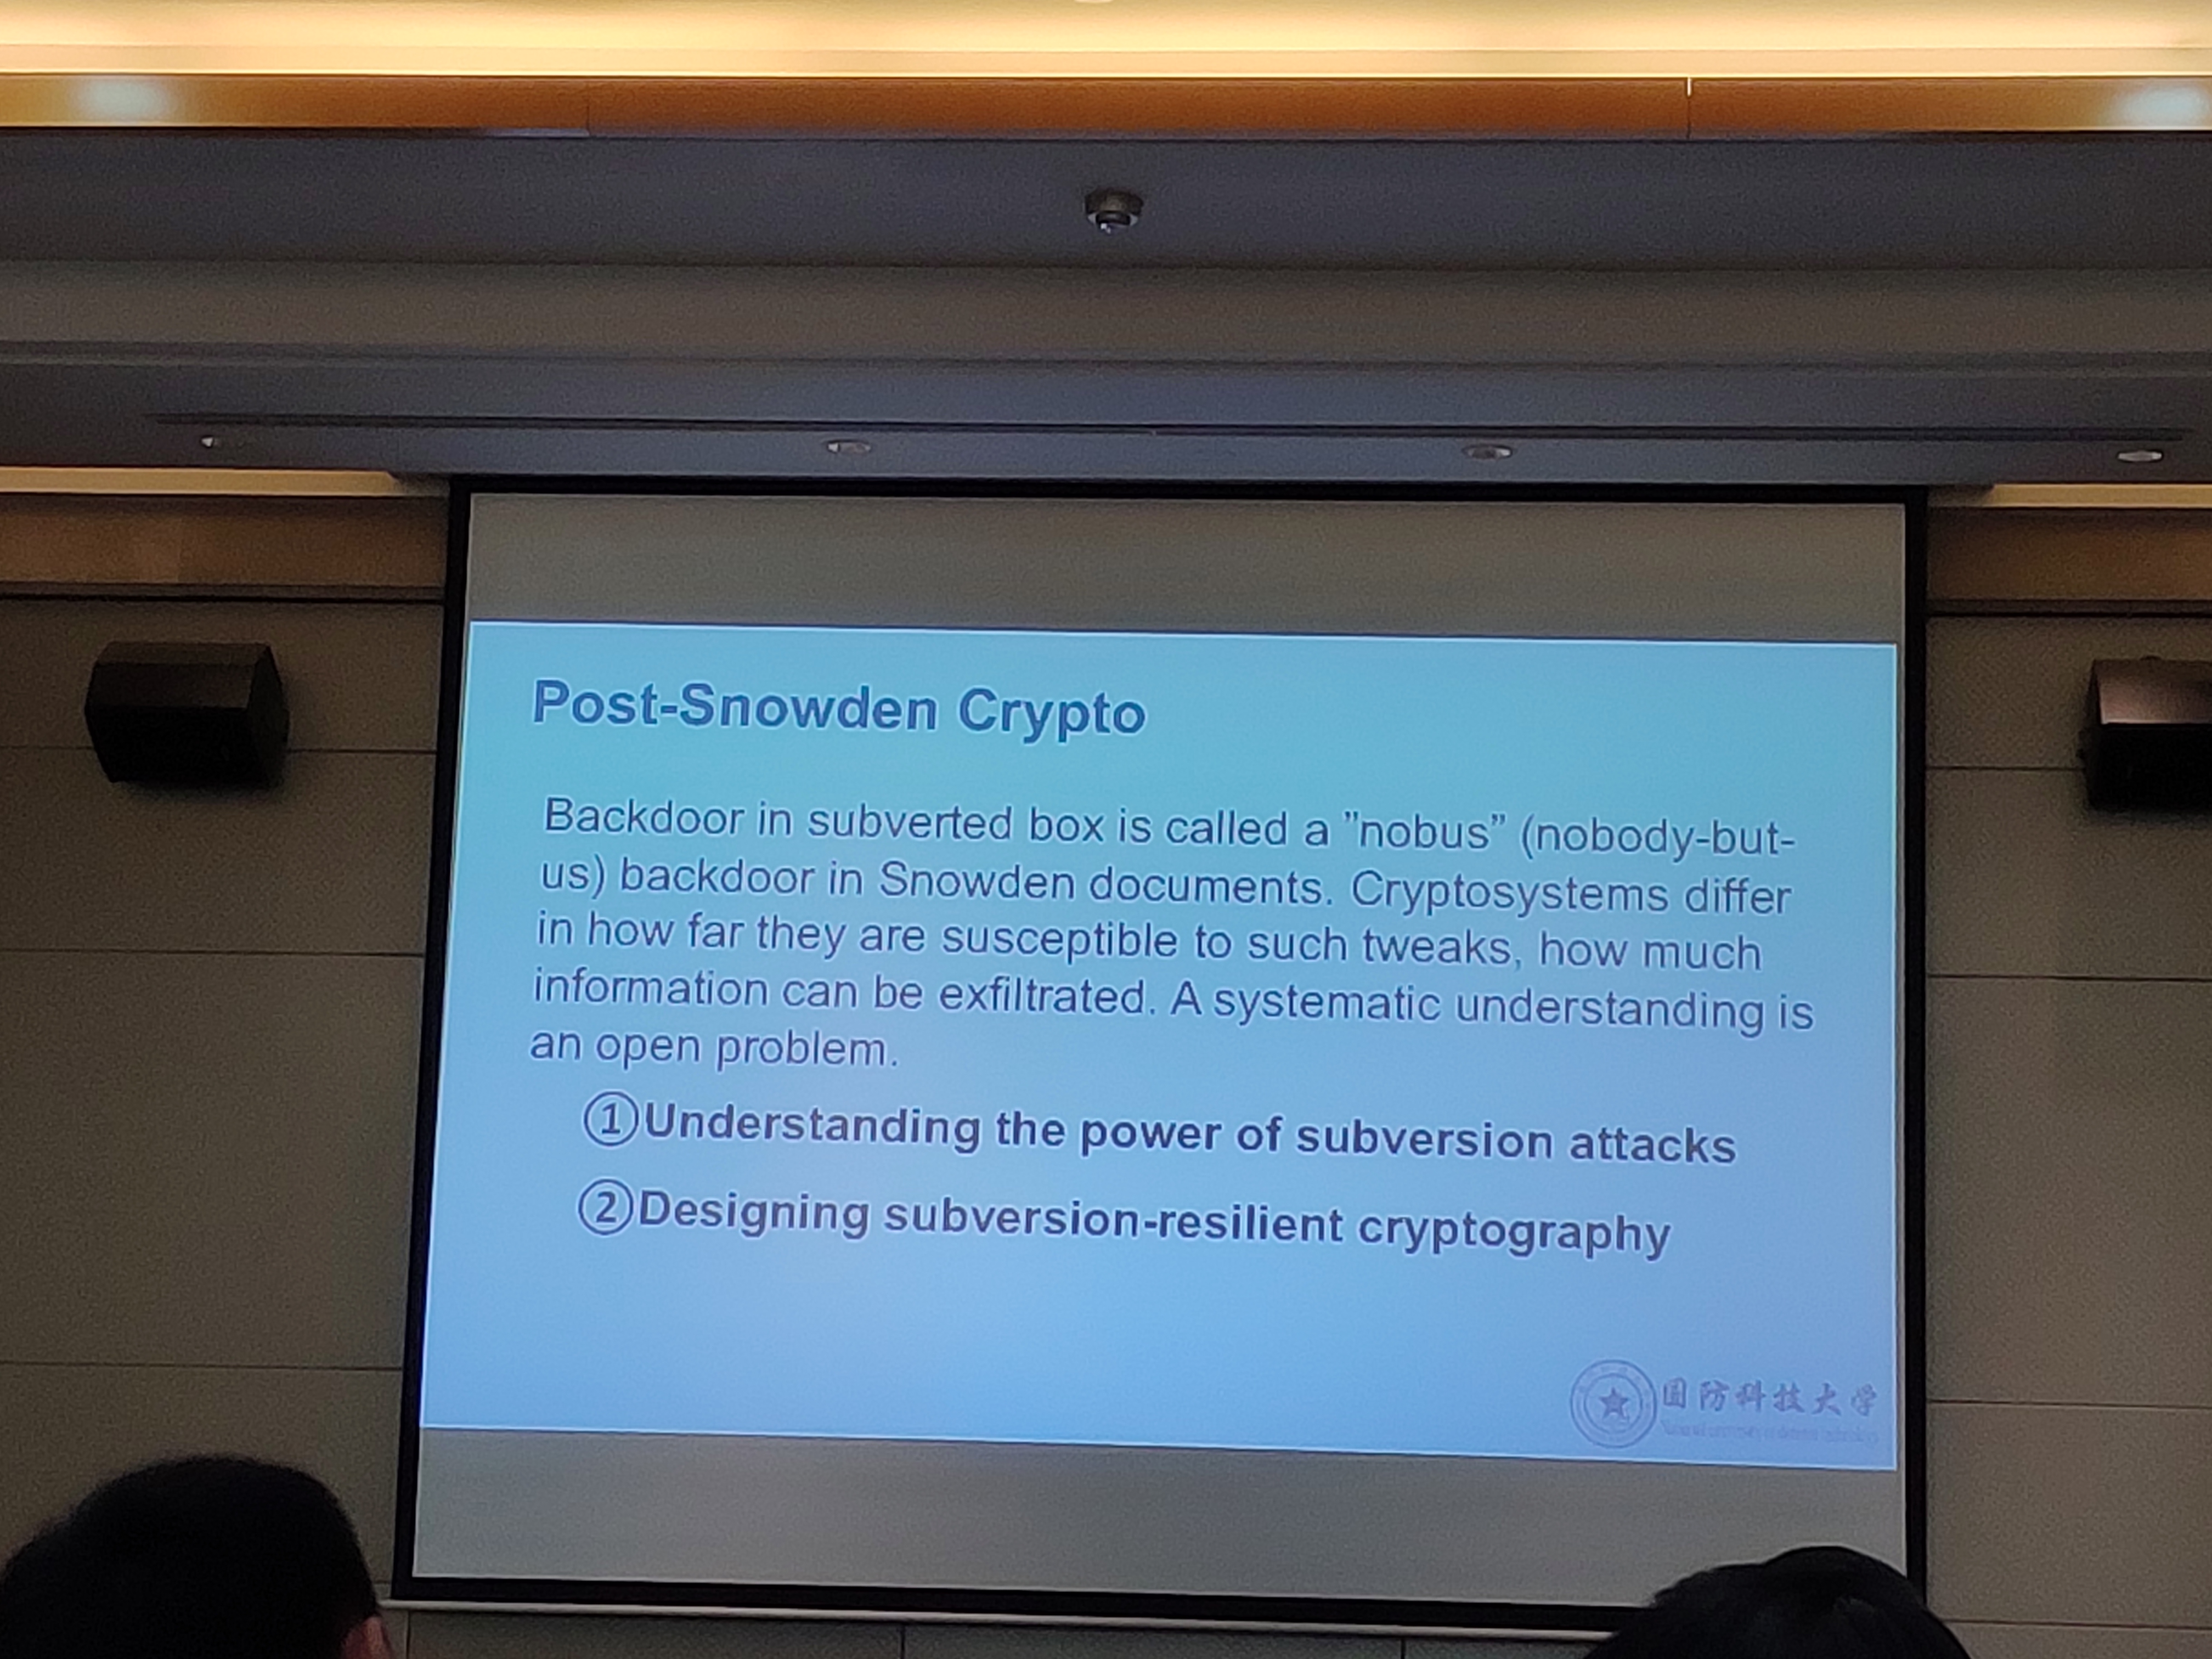 Post-Snowden Crypto
Backdoor in subverted box is called a "nobus” (nobody-but-
us) backdoor in Snowden documents. Cryptosystems differ
in how far they are susceptible to such tweaks, how much
information can be exfiltrated. A systematic understanding is
an open problem.
①Understanding the power of subversion attacks
②Designing subversion-resilient cryptography
国防科技大学